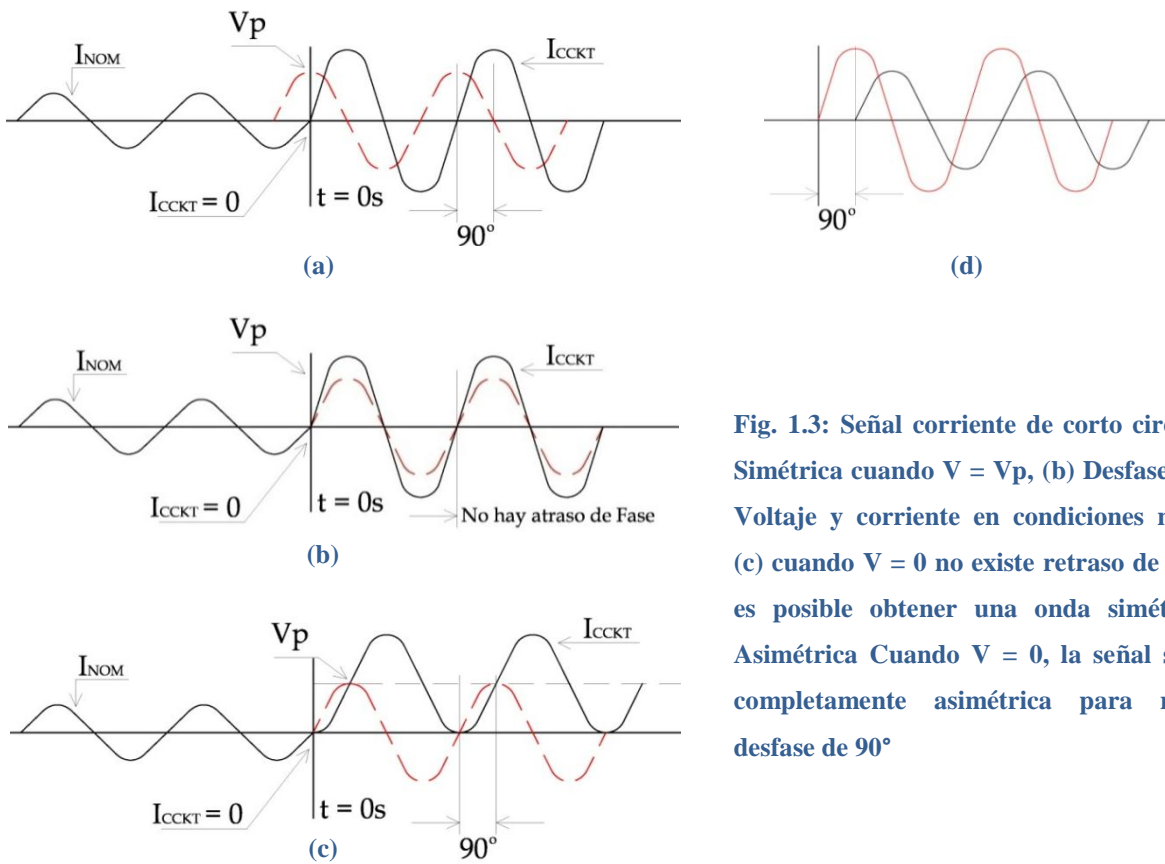 Vp
INOM
ICCKT
ICCKT = 0
t = 0s
90°
(a)
90°
(d)
Vp
INOM
ICCKT
ICCKT = 0
t = 0s
No hay atraso de Fase
(b)
Vp
INOM
ICCKT
ICCKT = 0
t = 0s
90°
(c)
Fig. 1.3: Señal corriente de corto
Simétrica cuando V = Vp, (b) Desfase
Voltaje y corriente en condiciones
(c) cuando V = 0 no existe retraso de
es posible obtener una onda
Asimétrica Cuando V = 0, la señal
completamente asimétrica para
desfase de 90°